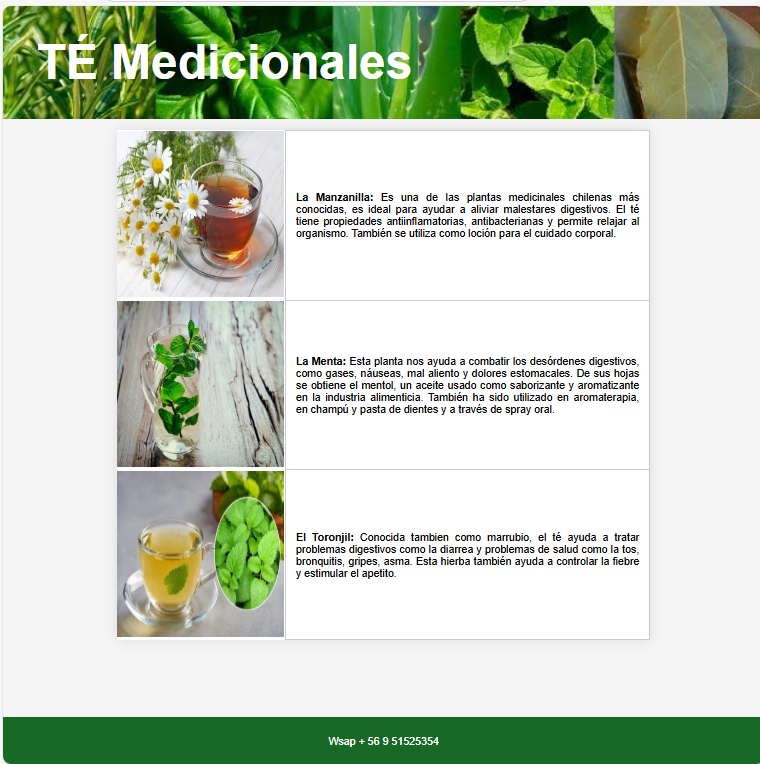 TÉ Medicionales
La Manzanilla: Es una de las plantas medicinales chilenas más
conocidas, es ideal para ayudar a aliviar malestares digestivos. El té
tiene propiedades antiinflamatorias, antibacterianas y permite relajar al
organismo. También se utiliza como loción para el cuidado corporal.
La Menta: Esta planta nos ayuda a combatir los desórdenes digestivos,
como gases, náuseas, mal aliento y dolores estomacales. De sus hojas
se obtiene el mentol, un aceite usado como saborizante y aromatizante
en la industria alimenticia. También ha sido utilizado en aromaterapia,
en champú y pasta de dientes y a través de spray oral.
El Toronjil: Conocida tambien como marrubio, el té ayuda a tratar
problemas digestivos como la diarrea y problemas de salud como la tos,
bronquitis, gripes, asma. Esta hierba también ayuda a controlar la fiebre
y estimular el apetito.
Wsap + 56 9 51525354